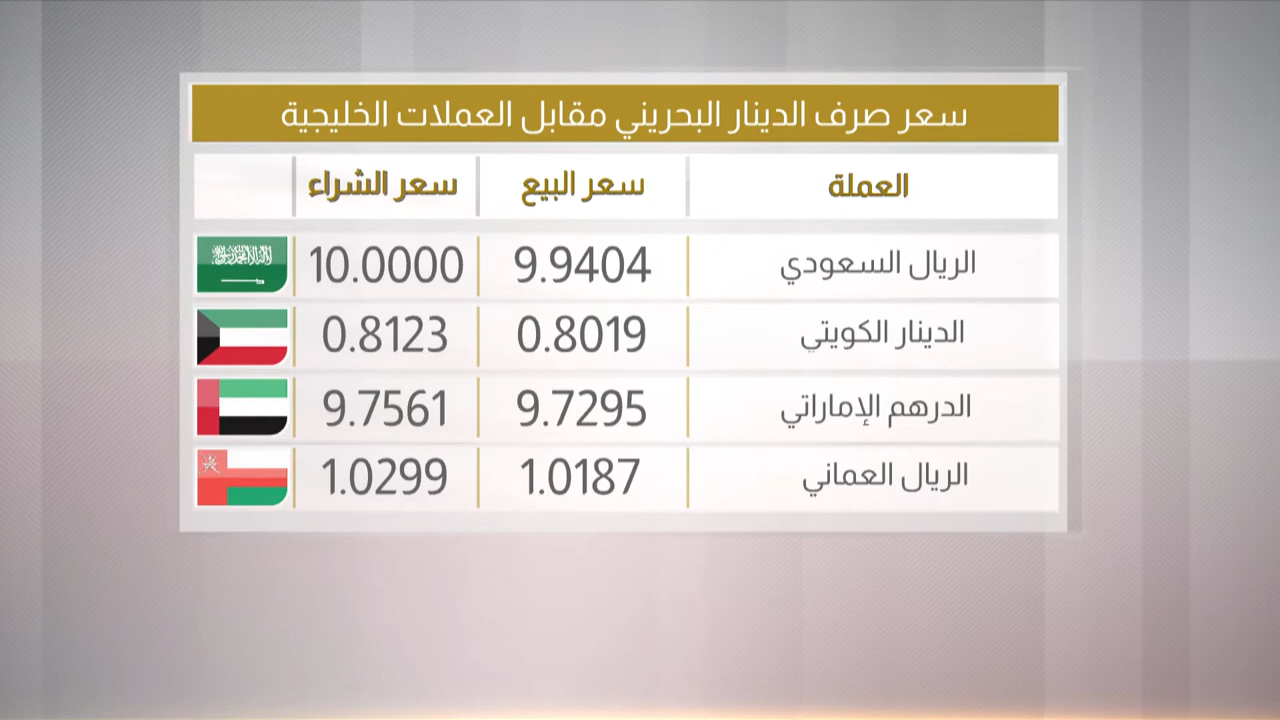 سعر صرف الدينار البحريني مقابل العملات الخليجية
العملة سعر البيع سعر الشراء
الريال السعودي 9.9404 10.0000
الدينار الكويتي 0.8019 0.8123
الدرهم الإماراتي 9.7295 9.7561
الريال العماني 1.0187 1.0299